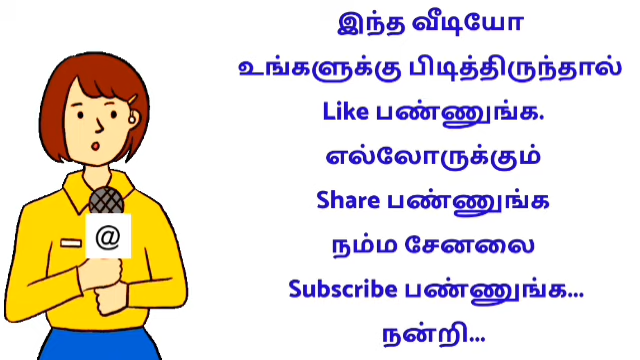 இந்த வீடியோ
உங்களுக்கு பிடித்திருந்தால்
Like பண்ணுங்க.
எல்லோருக்கும்
Share பண்ணுங்க
நம்ம சேனலை
Subscribe பண்ணுங்க...
நன்றி...
@